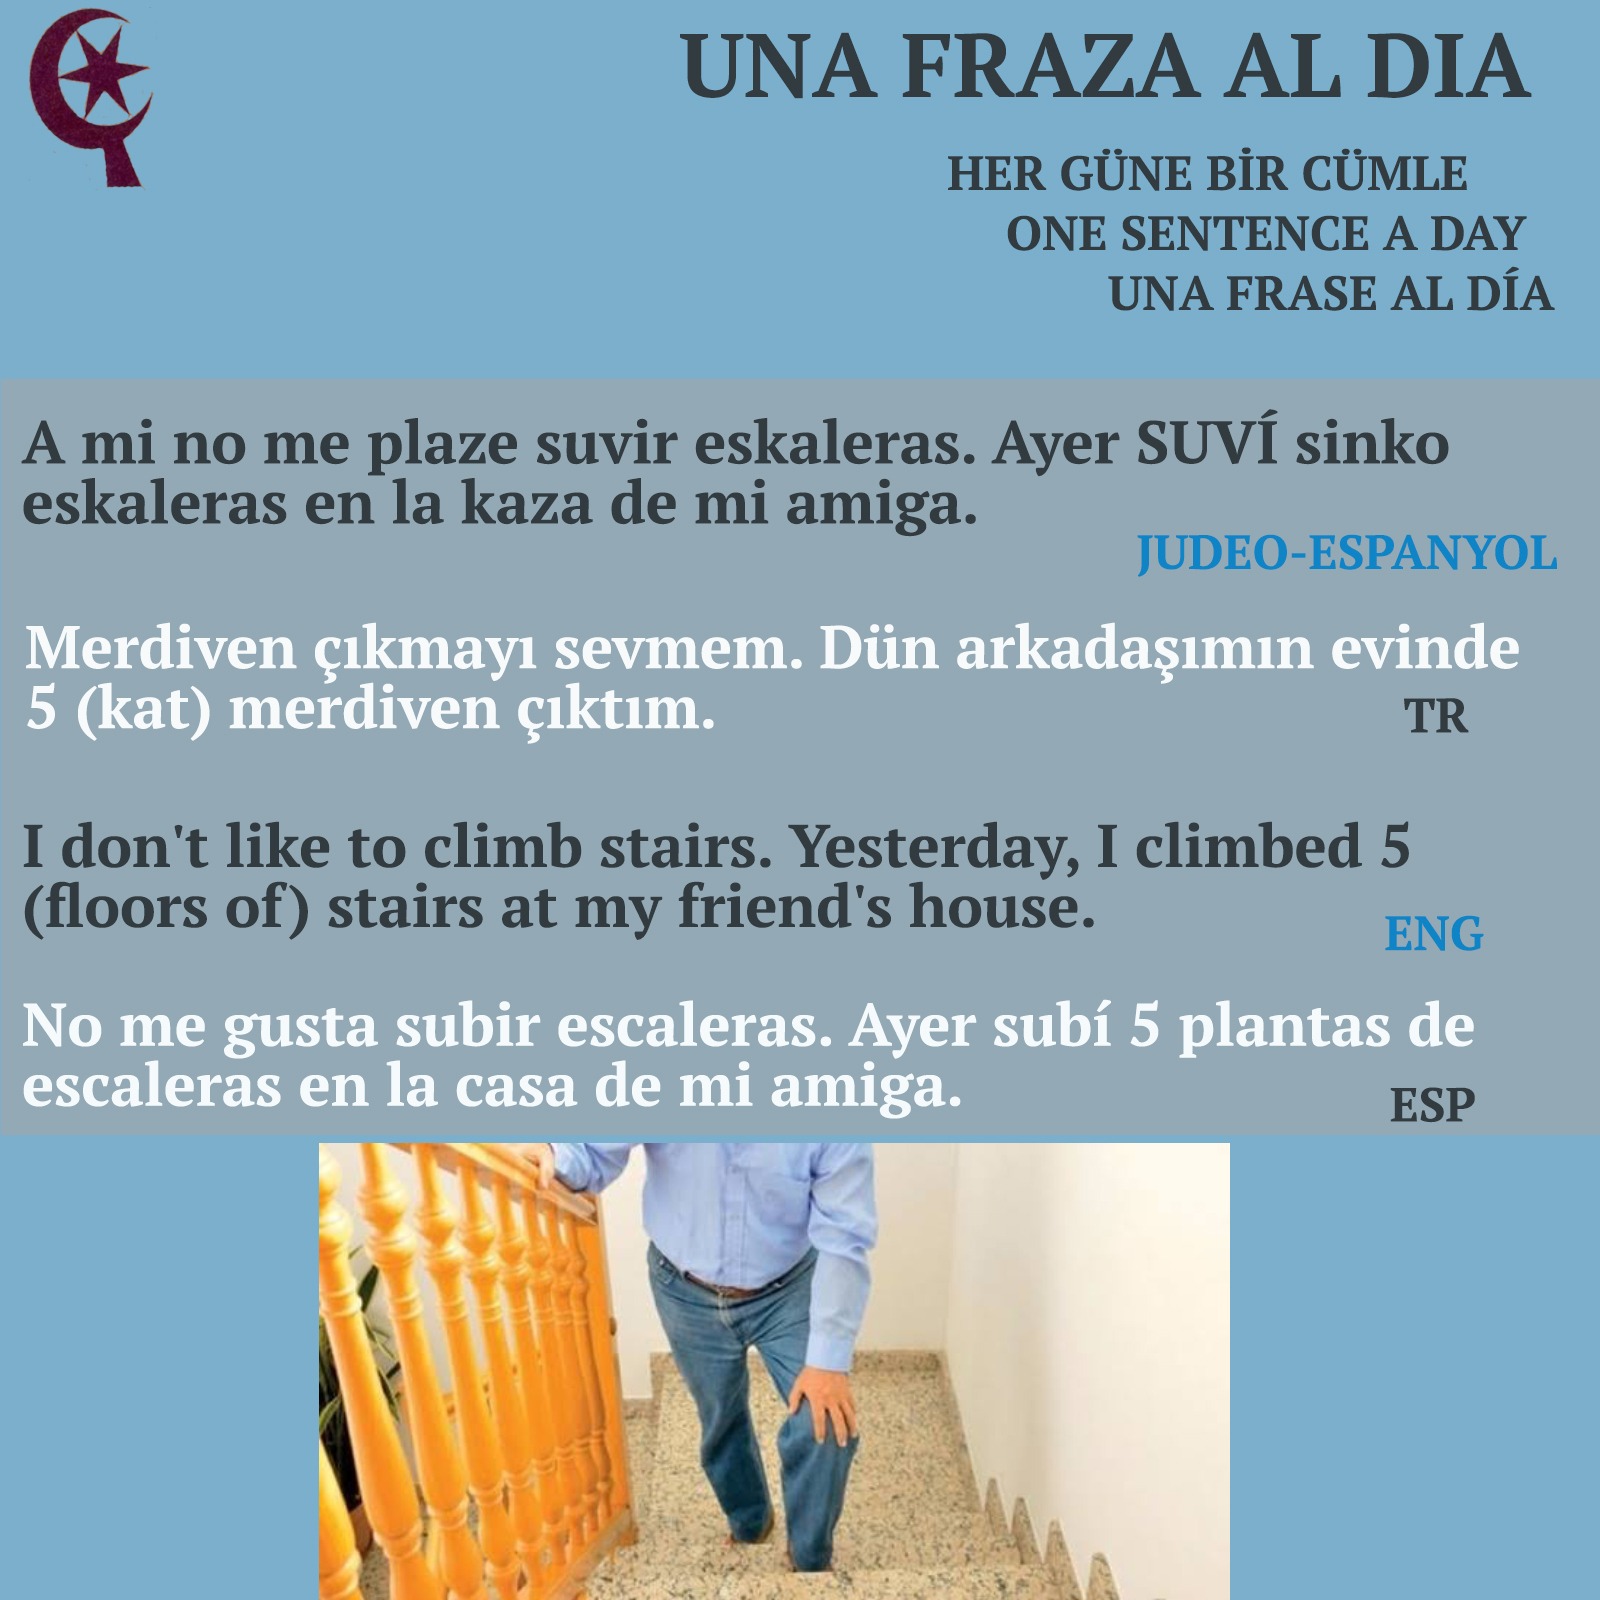 UNA FRAZA AL DIA
HER GÜNE BİR CÜMLE
ONE SENTENCE A DAY
UNA FRASE AL DÍA
A mi no me plaze suvir eskaleras. Ayer SUVÍ sinko
eskaleras en la kaza de mi amiga.
JUDEO-ESPANYOL
Merdiven çıkmayı sevmem. Dün arkadaşımın evinde
5 (kat) merdiven çıktım.
TR
I don't like to climb stairs. Yesterday, I climbed 5
(floors of) stairs at my friend's house.
ENG
No me gusta subir escaleras. Ayer subí 5 plantas de
escaleras en la casa de mi amiga.
ESP